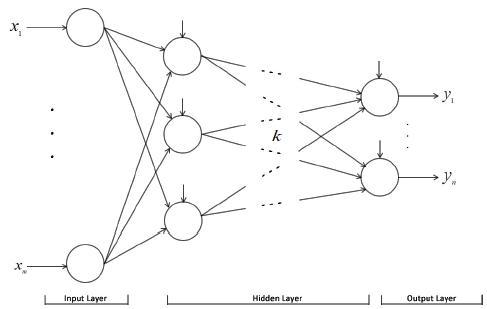 x₁
y₁
k
yₙ
xₘ
Input Layer
Hidden Layer
Output Layer